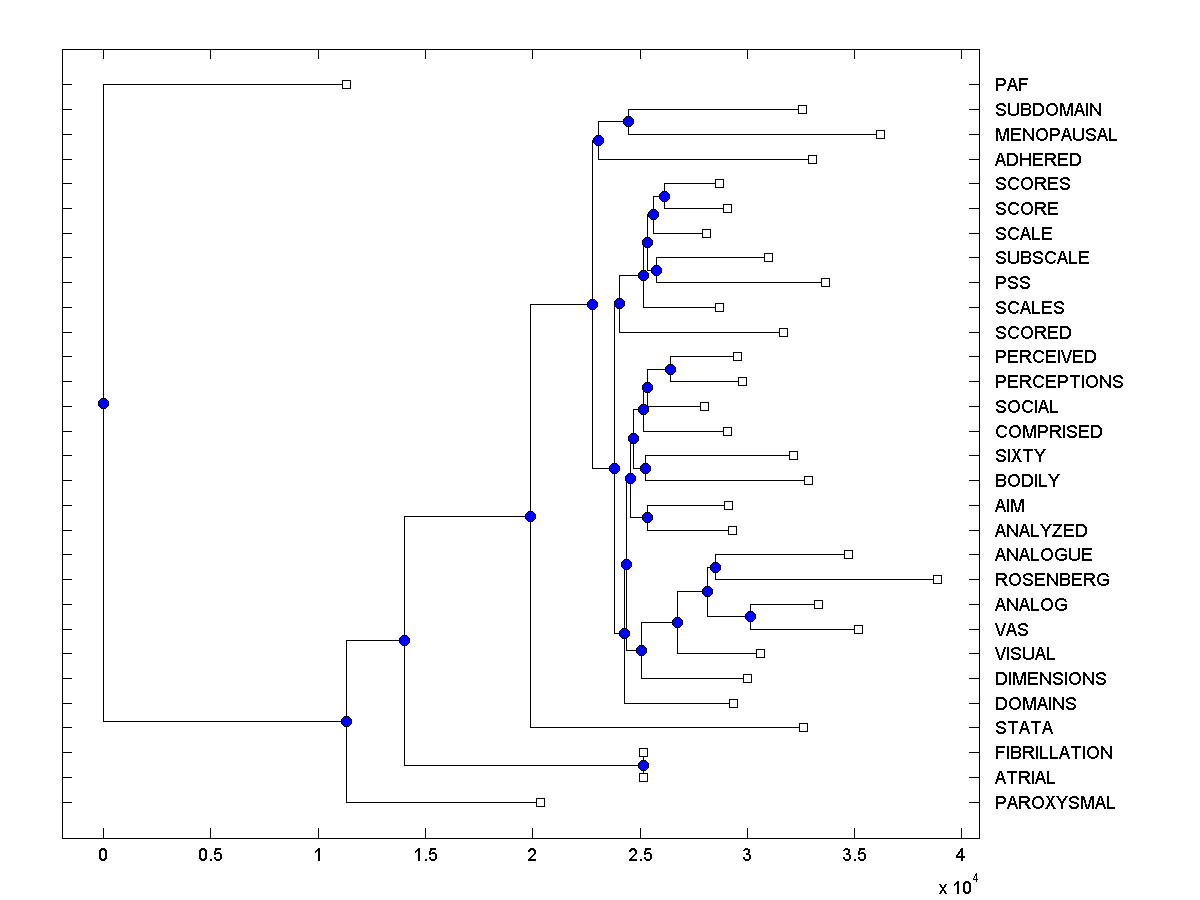 PAF
SUBDOMAIN
MENOPAUSAL
ADHERED
SCORES
SCORE
SCALE
SUBSCALE
PSS
SCALES
SCORED
PERCEIVED
PERCEPTIONS
SOCIAL
COMPRISED
SIXTY
BODILY
AIM
ANALYZED
ANALOGUE
ROSENBERG
ANALOG
VAS
VISUAL
DIMENSIONS
DOMAINS
STATA
FIBRILLATION
ATRIAL
PAROXYSMAL
0 0.5 1 1.5 2 2.5 3 3.5 4
x 10^4